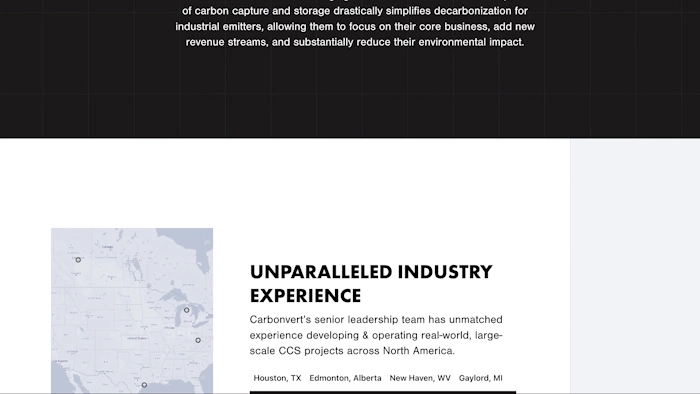 of carbon capture and storage drastically simplifies decarbonization for
industrial emitters, allowing them to focus on their core business, add new
revenue streams, and substantially reduce their environmental impact.
UNPARALLELED INDUSTRY
EXPERIENCE
Carbonvert's senior leadership team has unmatched
experience developing & operating real-world, large-
scale CCS projects across North America.
Houston, TX Edmonton, Alberta New Haven, WV Gaylord, MI